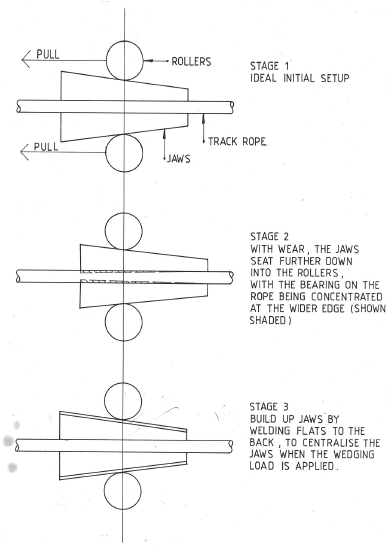 PULL
ROLLERS
STAGE 1
IDEAL INITIAL SETUP
TRACK ROPE.
PULL
JAWS
STAGE 2
WITH WEAR, THE JAWS
SEAT FURTHER DOWN
INTO THE ROLLERS,
WITH THE BEARING ON THE
ROPE BEING CONCENTRATED
AT THE WIDER EDGE (SHOWN
SHADED)
STAGE 3
BUILD UP JAWS BY
WELDING FLATS TO THE
BACK, TO CENTRALISE THE
JAWS WHEN THE WEDGING
LOAD IS APPLIED.